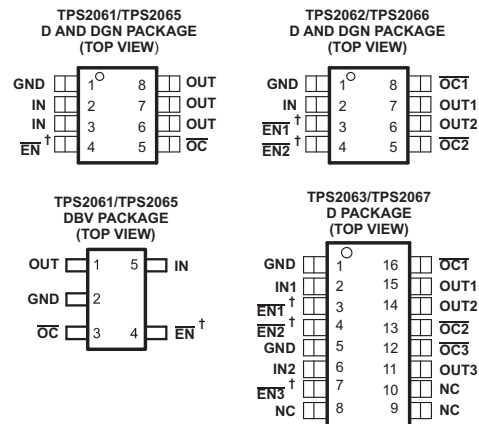 TPS2061/TPS2065
D AND DGN PACKAGE
(TOP VIEW)
GND 1 8 OUT
IN 2 7 OUT
IN 3 6 OUT
EN † 4 5 OC
TPS2062/TPS2066
D AND DGN PACKAGE
(TOP VIEW)
GND 1 8 OC1
IN 2 7 OUT1
EN1 † 3 6 OUT2
EN2 † 4 5 OC2
TPS2061/TPS2065
DBV PACKAGE
(TOP VIEW)
OUT 1 5 IN
GND 2
OC 3 4 EN †
TPS2063/TPS2067
D PACKAGE
(TOP VIEW)
GND 1 16 OC1
IN1 2 15 OUT1
EN1 † 3 14 OUT2
EN2 † 4 13 OC2
GND 5 12 OC3
IN2 6 11 OUT3
EN3 † 7 10 NC
NC 8 9 NC